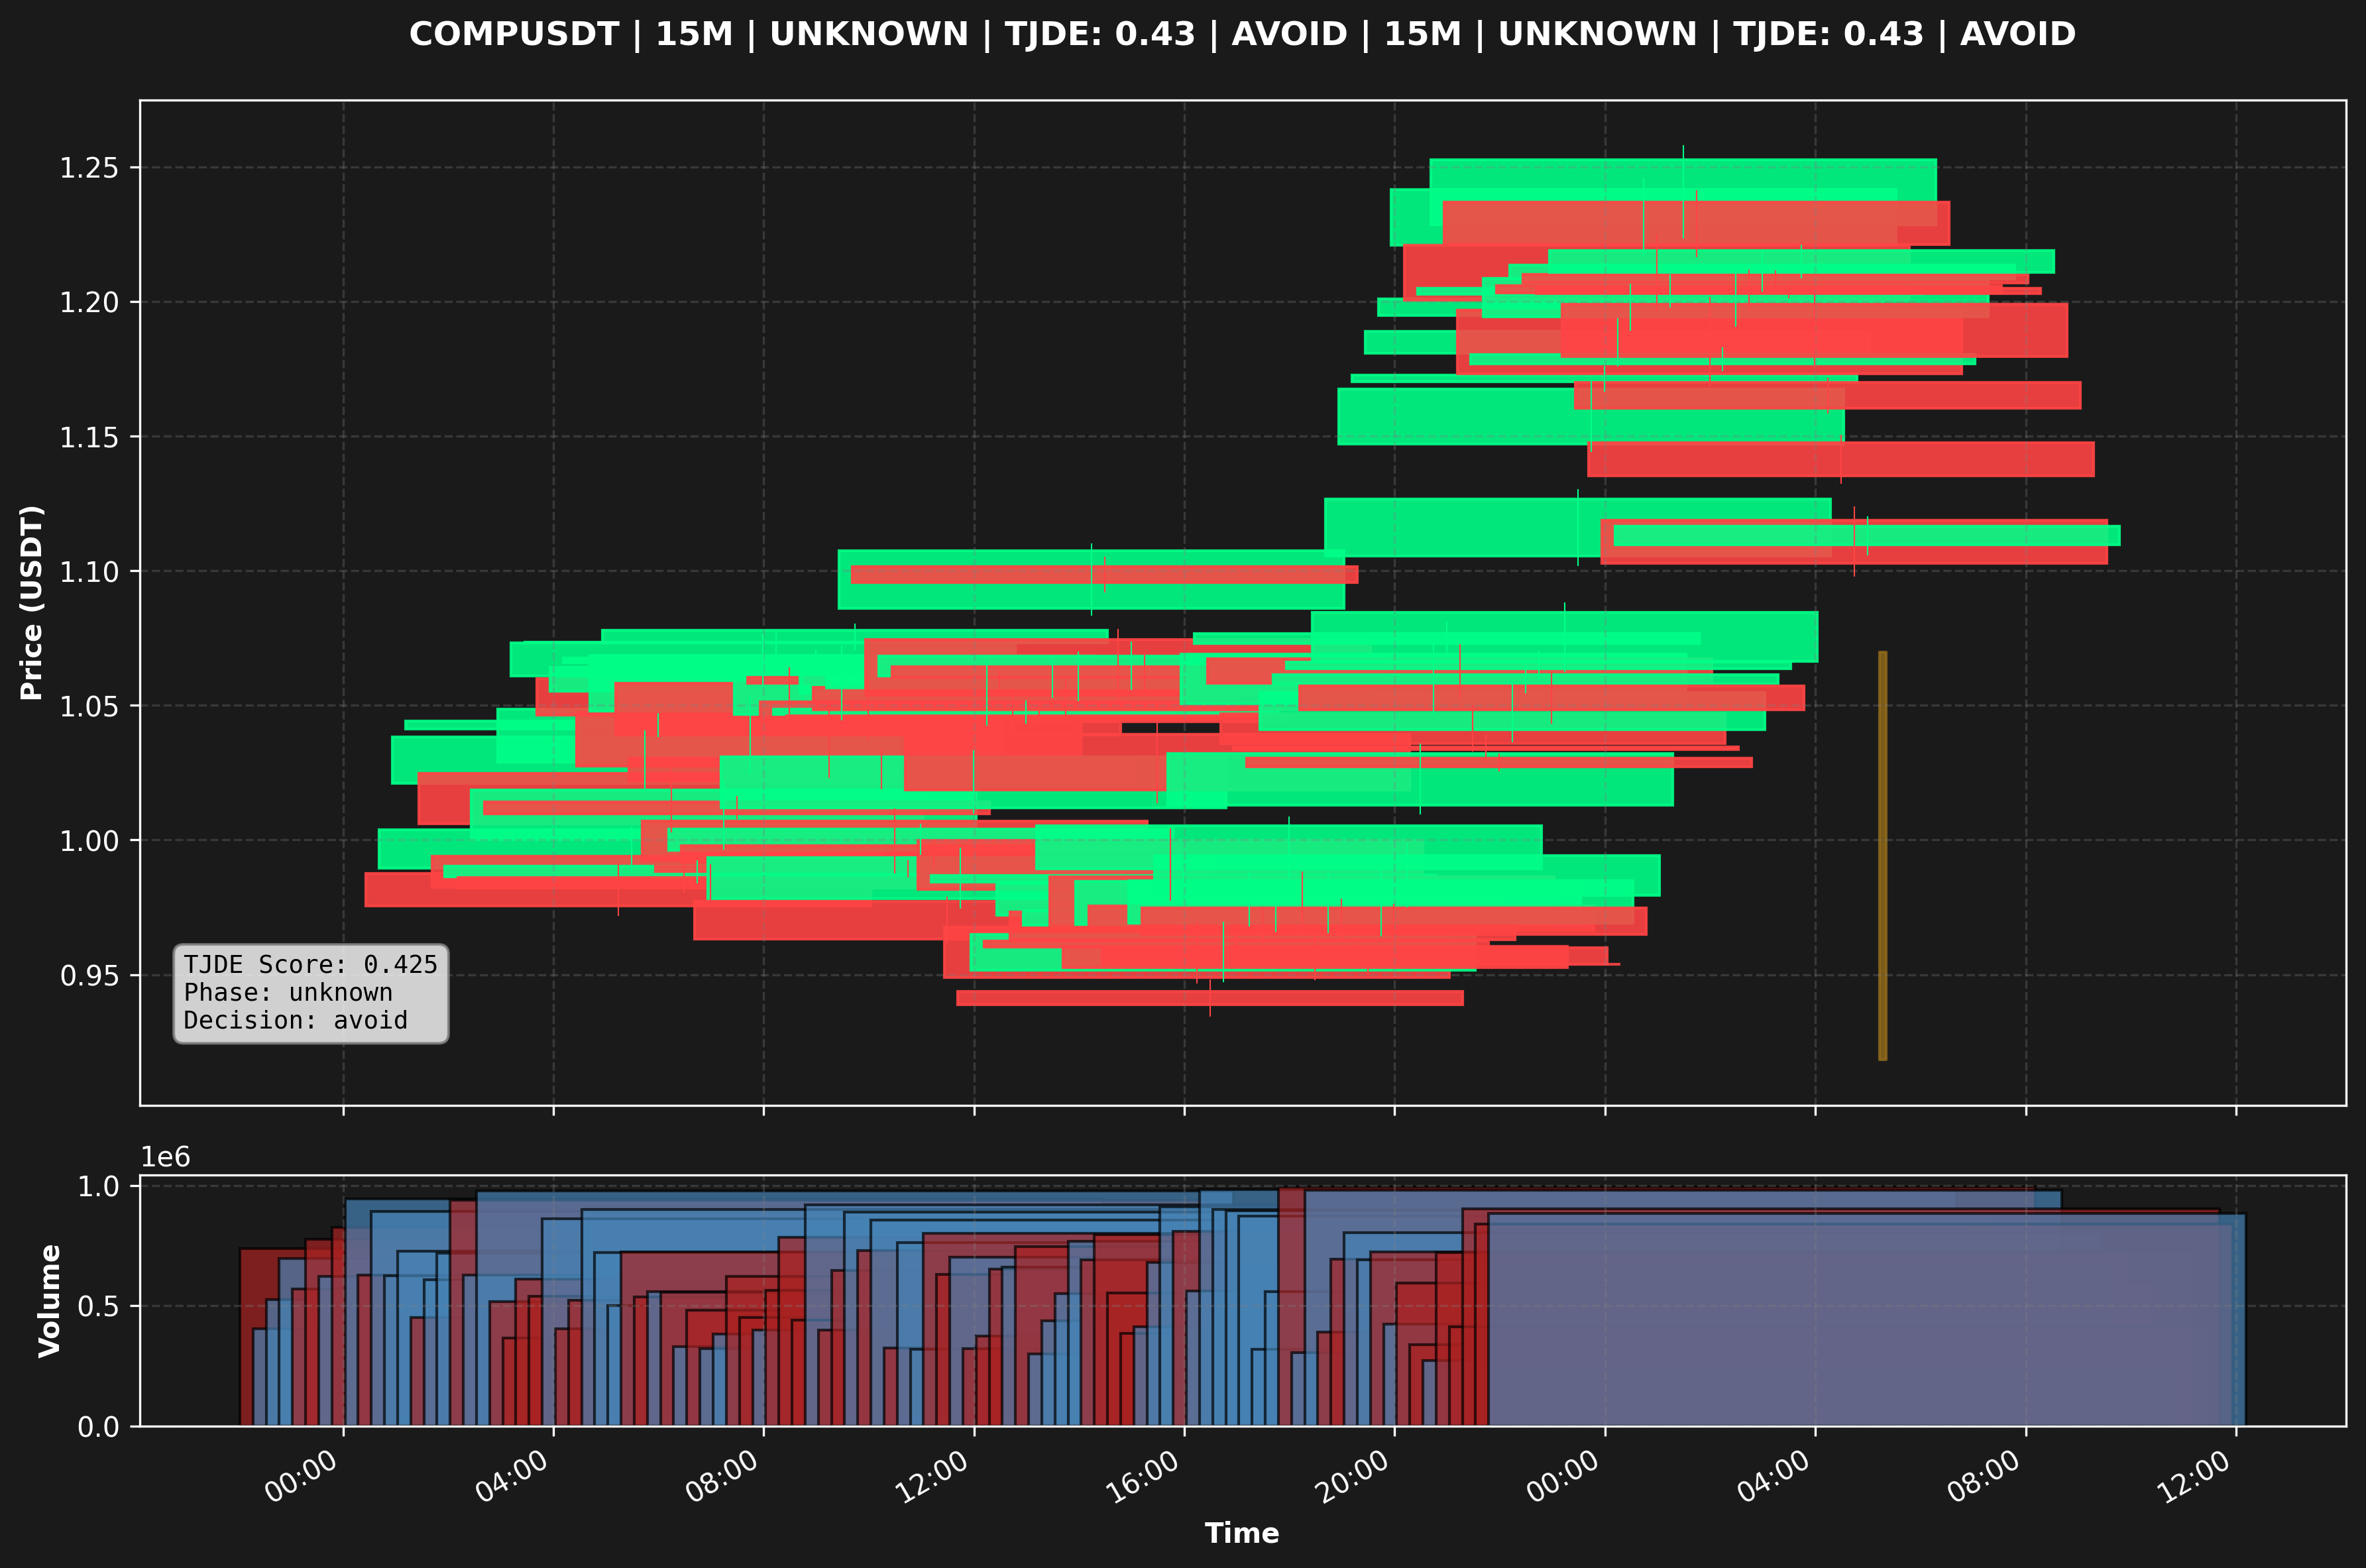 COMPUSDT | 15M | UNKNOWN | TJDE: 0.43 | AVOID | 15M | UNKNOWN | TJDE: 0.43 | AVOID
Price (USDT)
1.25
1.20
1.15
1.10
1.05
1.00
0.95
TJDE Score: 0.425
Phase: unknown
Decision: avoid
1e6
Volume
1.0
0.5
0.0
00:00
04:00
08:00
12:00
16:00
20:00
00:00
04:00
08:00
12:00
Time